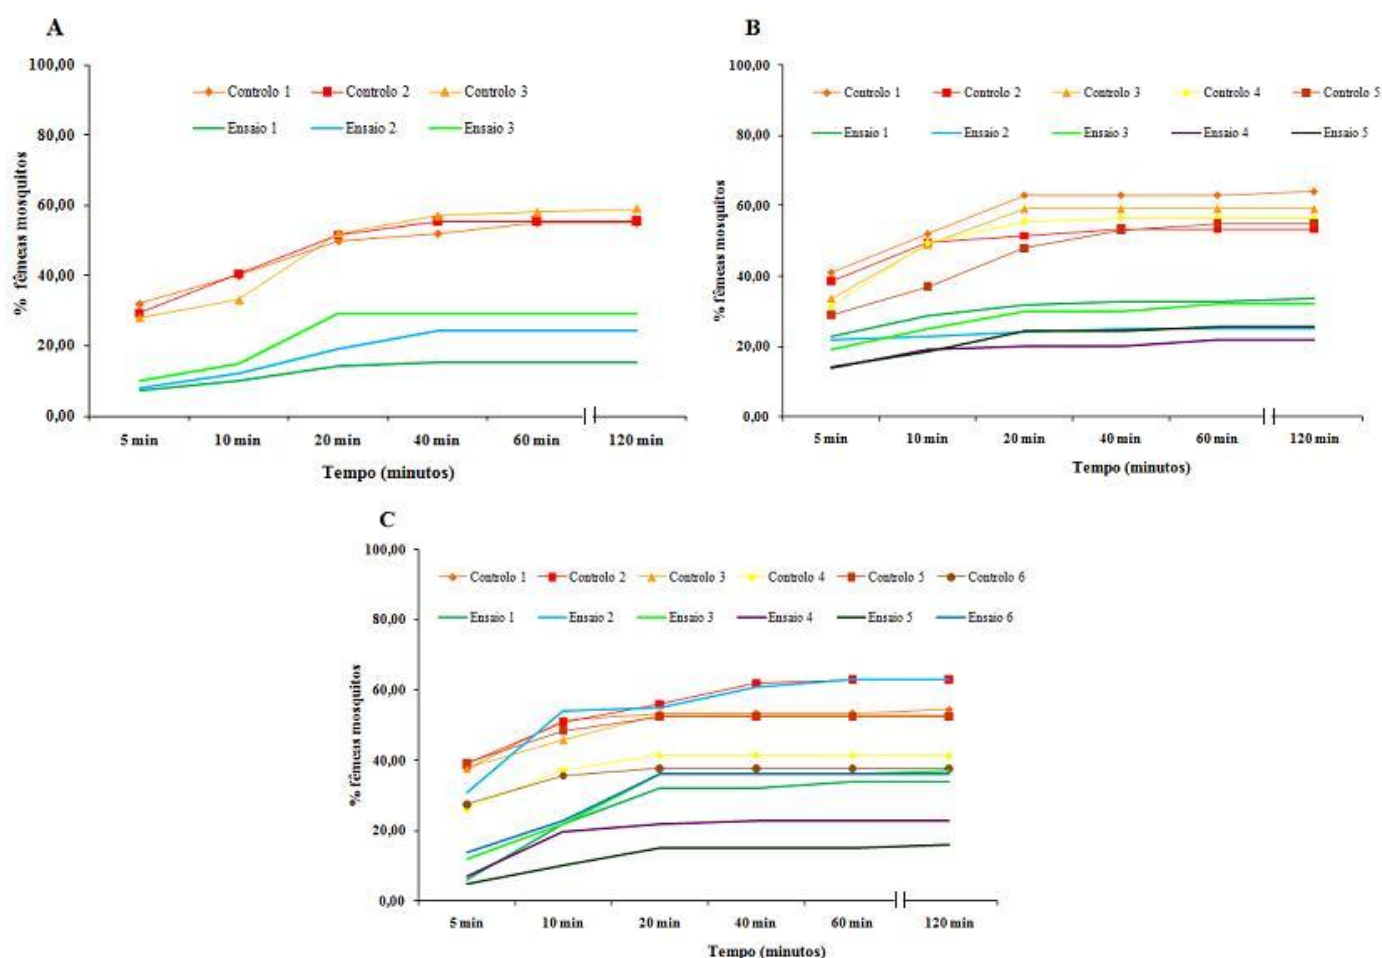 A
100,00
80,00
60,00
40,00
20,00
0,00
% fêmeas mosquitos
Controlo 1 Controlo 2 Controlo 3
Ensaio 1 Ensaio 2 Ensaio 3
5 min 10 min 20 min 40 min 60 min 120 min
Tempo (minutos)
B
100,00
80,00
60,00
40,00
20,00
0,00
% fêmeas mosquitos
Controlo 1 Controlo 2 Controlo 3 Controlo 4 Controlo 5
Ensaio 1 Ensaio 2 Ensaio 3 Ensaio 4 Ensaio 5
5 min 10 min 20 min 40 min 60 min 120 min
Tempo (minutos)
C
100,00
80,00
60,00
40,00
20,00
0,00
% fêmeas mosquitos
Controlo 1 Controlo 2 Controlo 3 Controlo 4 Controlo 5 Controlo 6
Ensaio 1 Ensaio 2 Ensaio 3 Ensaio 4 Ensaio 5 Ensaio 6
5 min 10 min 20 min 40 min 60 min 120 min
Tempo (minutos)